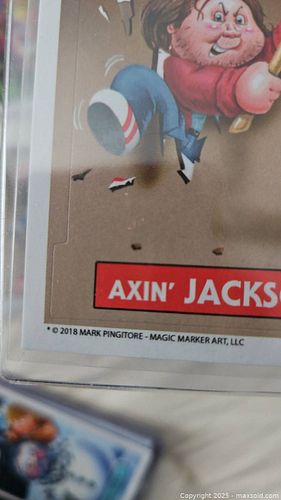 AXIN' JACKS
* © 2018 MARK PINGITORE - MAGIC MARKER ART, LLC
Copyright 2025 - maxsold.com